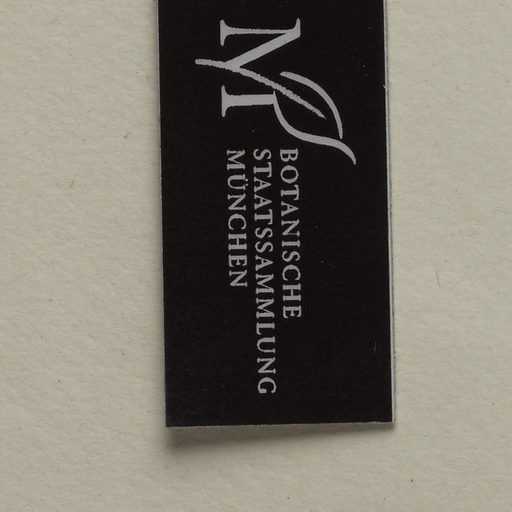 M
BOTANISCHE
STAATSSAMMLUNG
MÜNCHEN